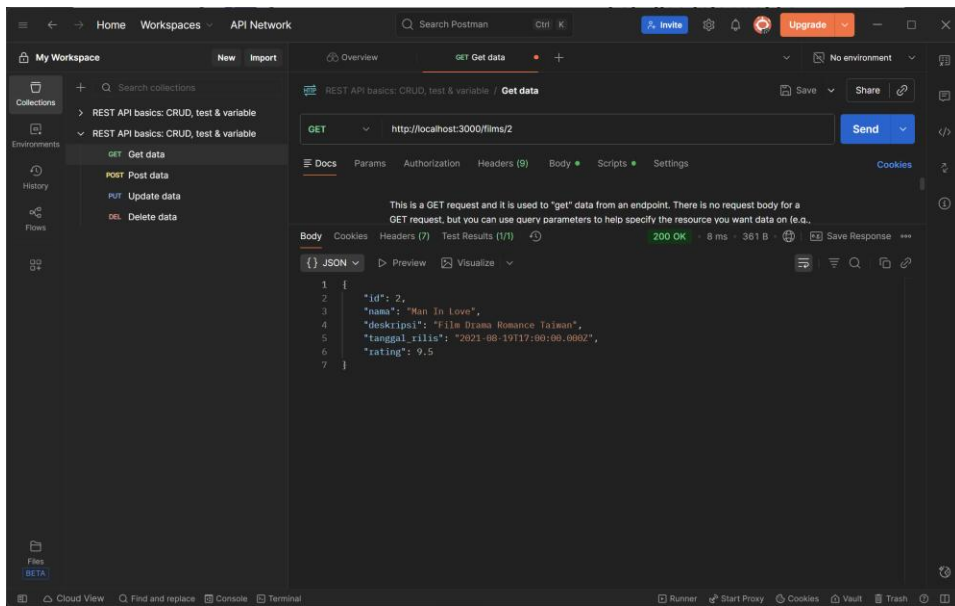 Home Workspaces API Network Search Postman Ctrl K Invite Upgrade
My Workspace New Import Overview GET Get data No environment
Collections
Environments
History
Flows
Search collections
REST API basics: CRUD, test & variable
REST API basics: CRUD, test & variable
GET Get data
POST Post data
PUT Update data
DEL Delete data
REST API basics: CRUD, test & variable / Get data Save Share
GET http://localhost:3000/films/2 Send
Docs Params Authorization Headers (9) Body Scripts Settings Cookies
This is a GET request and it is used to "get" data from an endpoint. There is no request body for a
GET request, but you can use query parameters to help specify the resource you want data on (e.g.,
Body Cookies Headers (7) Test Results (1/1) 200 OK 8 ms 361 B Save Response
{} JSON Preview Visualize
1 {
2 "id": 2,
3 "nama": "Man In Love",
4 "deskripsi": "Film Drama Romance Taiwan",
5 "tanggal_rilis": "2021-08-19T17:00:00.000Z",
6 "rating": 9.5
7 }
Files
BETA
Cloud View Find and replace Console Terminal Runner Start Proxy Cookies Vault Trash